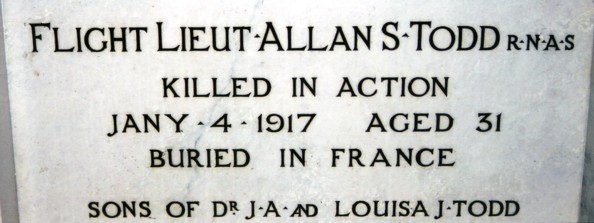 FLIGHT LIEUT·ALLAN S·TODD R·N·A·S
KILLED IN ACTION
JANY·4·1917 AGED 31
BURIED IN FRANCE
SONS OF DR J·A·AND LOUISA J·TODD